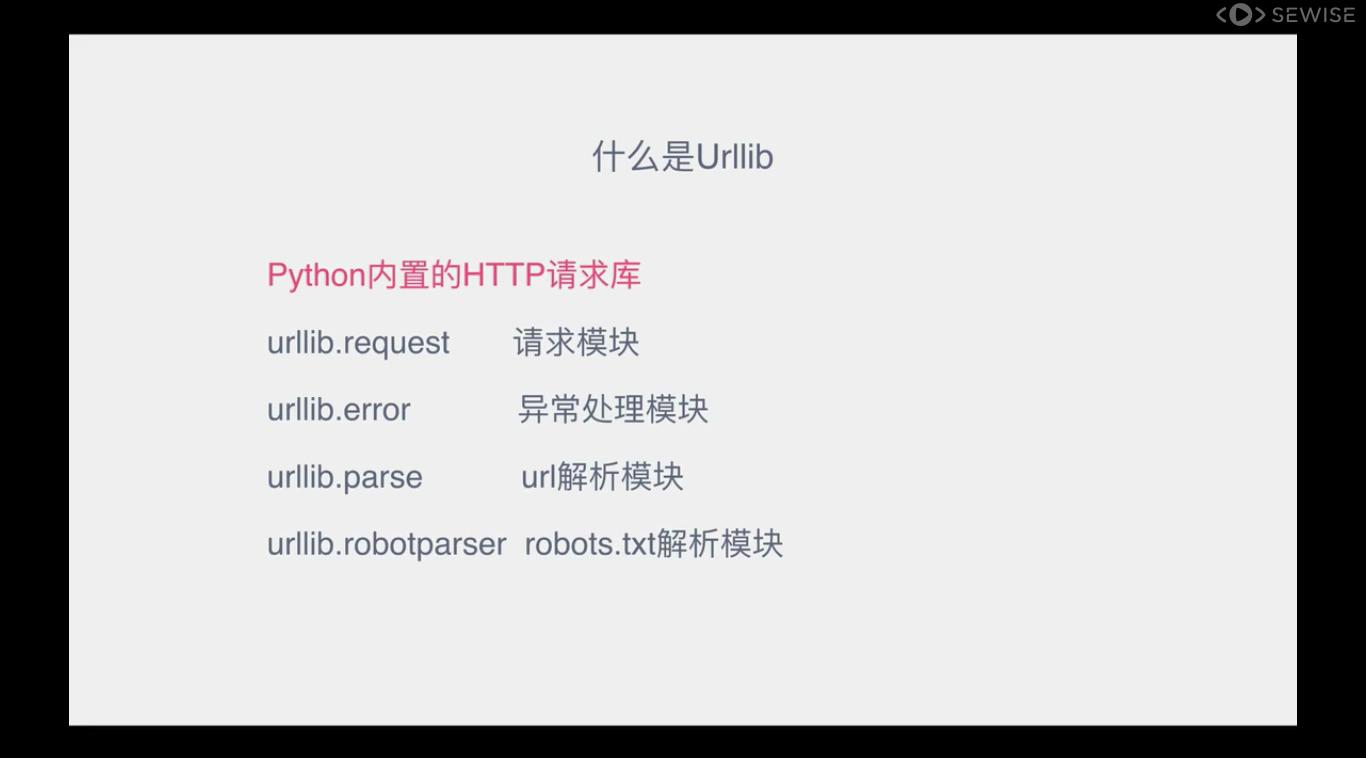 SEWISE
什么是Urllib
Python内置的HTTP请求库
urllib.request 请求模块
urllib.error 异常处理模块
urllib.parse url解析模块
urllib.robotparser robots.txt解析模块